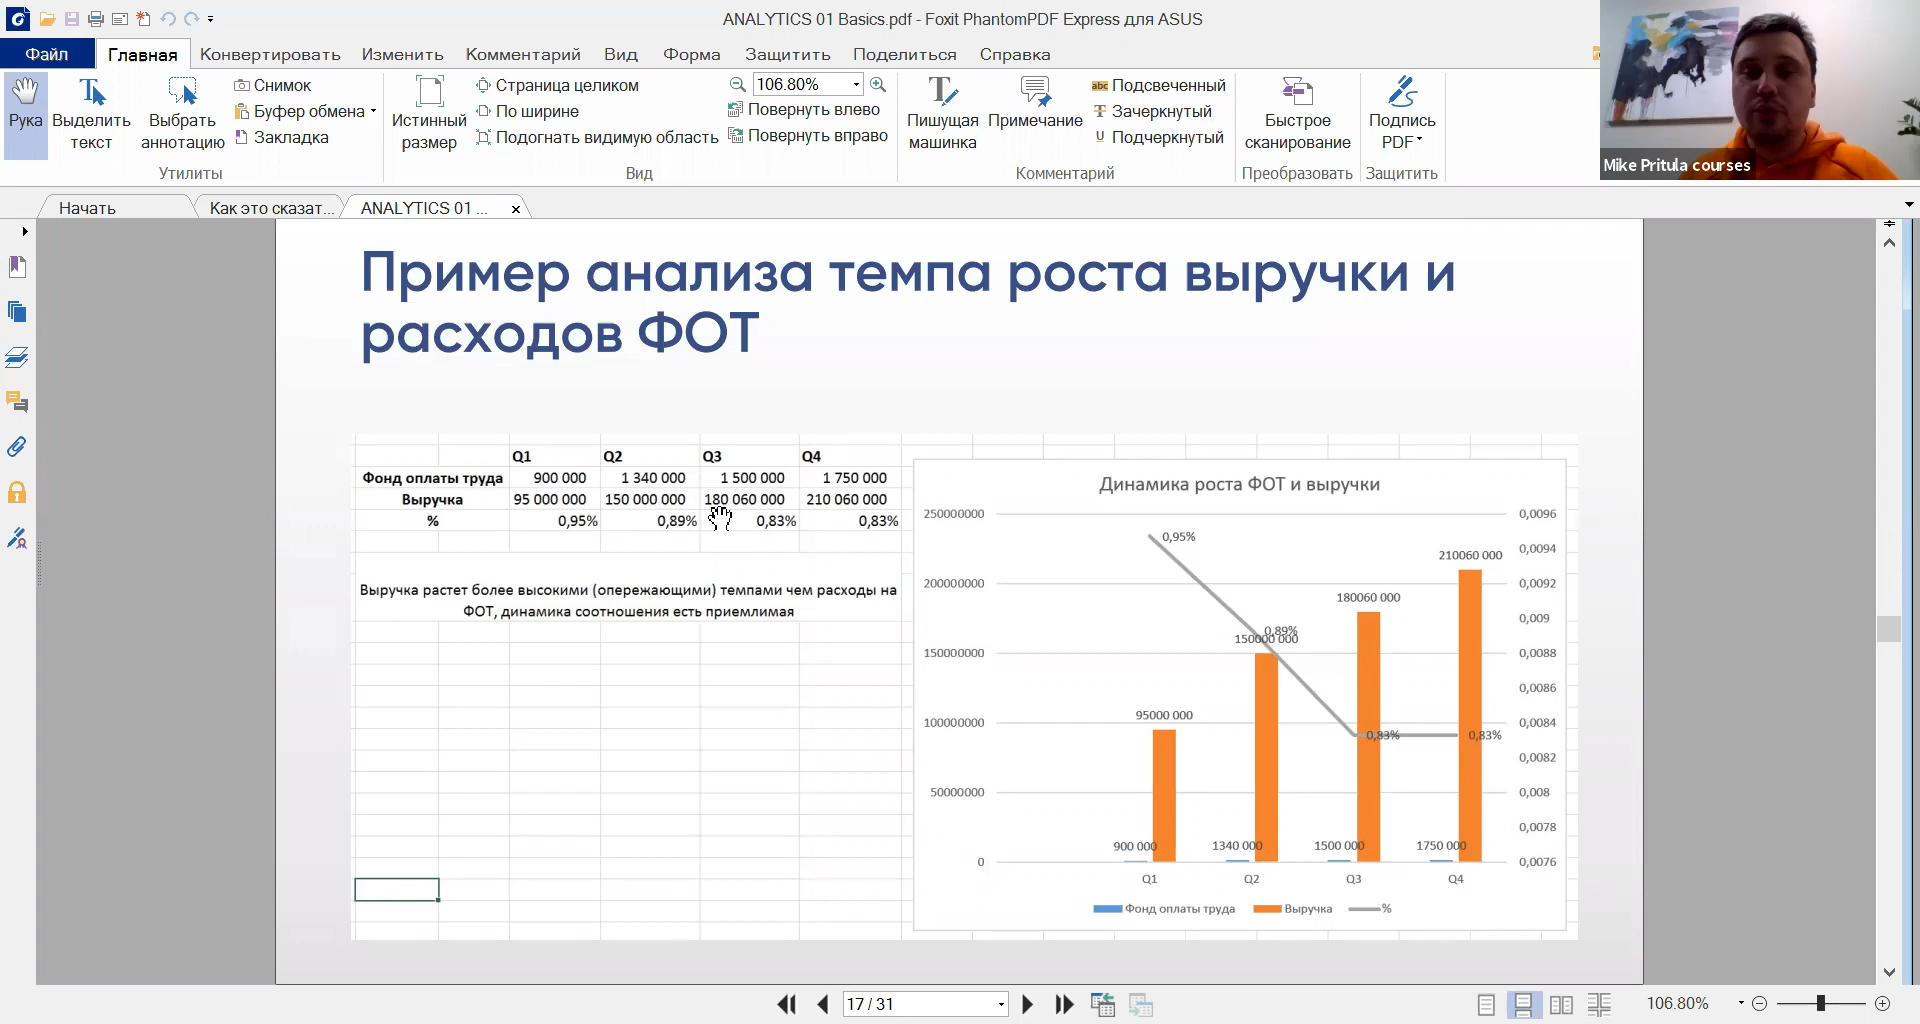 ANALYTICS 01 Basics.pdf - Foxit PhantomPDF Express для ASUS
Файл Главная Конвертировать Изменить Комментарий Вид Форма Защитить Поделиться Справка
Рука
Выделить текст
Выбрать аннотацию
Снимок
Буфер обмена
Закладка
Утилиты
Истинный размер
Страница целиком
По ширине
Подогнать видимую область
106.80%
Повернуть влево
Повернуть вправо
Вид
Пишущая машинка
Примечание
abc Подсвеченный
Зачеркнутый
Подчеркнутый
Комментарий
Быстрое сканирование
Преобразовать
Подпись PDF
Защитить
Mike Pritula courses
Начать Как это сказат... ANALYTICS 01 ...
Пример анализа темпа роста выручки и
расходов ФОТ
Q1 Q2 Q3 Q4
Фонд оплаты труда 900 000 1 340 000 1 500 000 1 750 000
Выручка 95 000 000 150 000 000 180 060 000 210 060 000
% 0,95% 0,89% 0,83% 0,83%
Выручка растет более высокими (опережающими) темпами чем расходы на
ФОТ, динамика соотношения есть приемлимая
Динамика роста ФОТ и выручки
250000000
200000000
150000000
100000000
50000000
0
0,95%
0,89%
0,83%
0,83%
95000 000
150000 000
180060 000
210060 000
900 000
1340 000
1500 000
1750 000
0,0096
0,0094
0,0092
0,009
0,0088
0,0086
0,0084
0,0082
0,008
0,0078
0,0076
Q1 Q2 Q3 Q4
Фонд оплаты труда Выручка %
17 / 31
106.80%